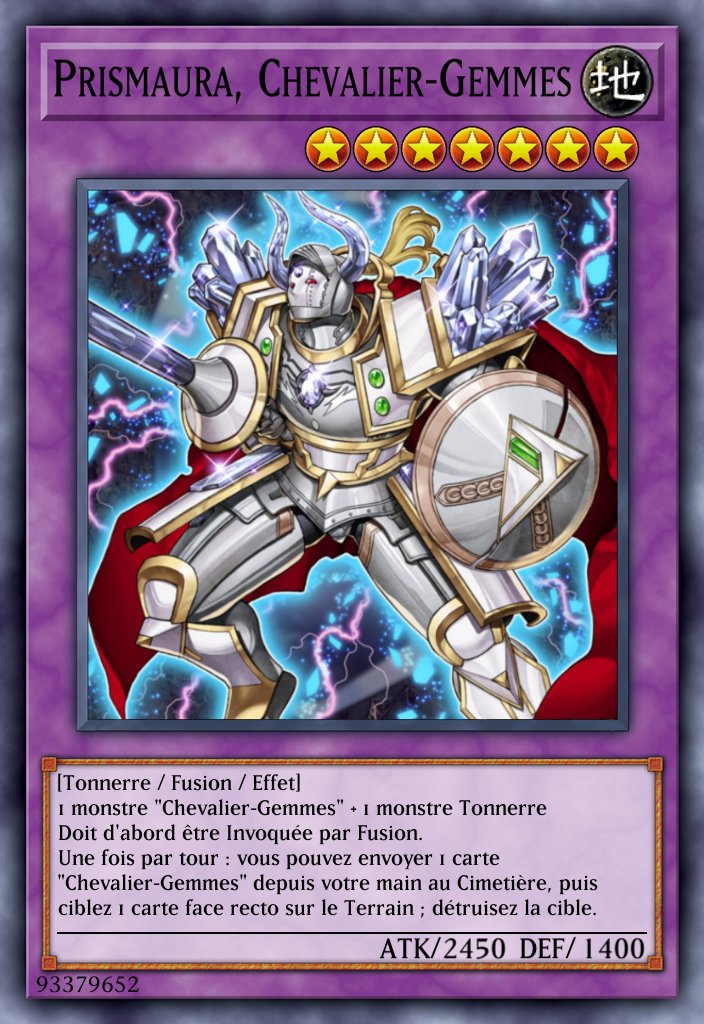 Prismaura, Chevalier-Gemmes 地
[Tonnerre / Fusion / Effet]
1 monstre "Chevalier-Gemmes" + 1 monstre Tonnerre
Doit d'abord être Invoquée par Fusion.
Une fois par tour : vous pouvez envoyer 1 carte
"Chevalier-Gemmes" depuis votre main au Cimetière, puis
ciblez 1 carte face recto sur le Terrain ; détruisez la cible.
ATK/2450 DEF/1400
93379652